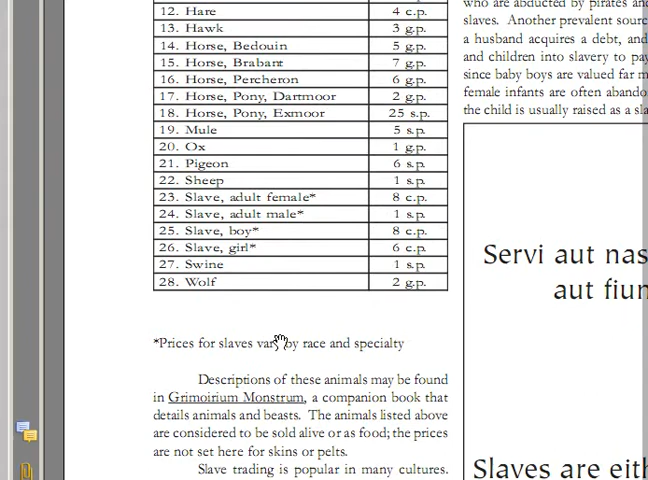 12. Hare 4 c.p.
13. Hawk 3 g.p.
14. Horse, Bedouin 5 g.p.
15. Horse, Brabant 7 g.p.
16. Horse, Percheron 6 g.p.
17. Horse, Pony, Dartmoor 2 g.p.
18. Horse, Pony, Exmoor 25 s.p.
19. Mule 5 s.p.
20. Ox 1 g.p.
21. Pigeon 6 s.p.
22. Sheep 1 s.p.
23. Slave, adult female* 8 c.p.
24. Slave, adult male* 1 s.p.
25. Slave, boy* 8 c.p.
26. Slave, girl* 6 c.p.
27. Swine 1 s.p.
28. Wolf 2 g.p.
*Prices for slaves vary by race and specialty
Descriptions of these animals may be found
in Grimoirium Monstrum, a companion book that
details animals and beasts. The animals listed above
are considered to be sold alive or as food; the prices
are not set here for skins or pelts.
Slave trading is popular in many cultures.
who are abducted by pirates and
slaves. Another prevalent sourc
a husband acquires a debt, and
and children into slavery to pay
since baby boys are valued far m
female infants are often abando
the child is usually raised as a sla
Servi aut nas
aut fiun
Slaves are eith